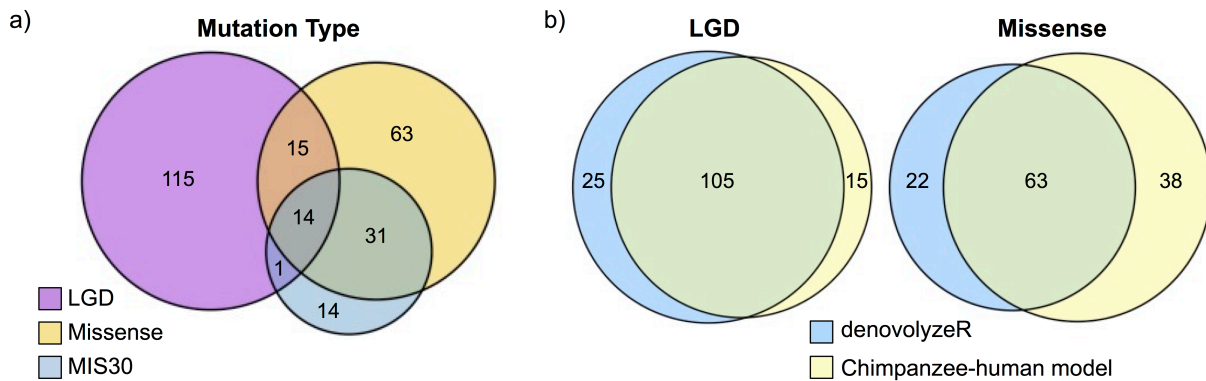 a)
Mutation Type
115
15
63
14
31
1
14
LGD
Missense
MIS30
b)
LGD
Missense
25
105
15
22
63
38
denovolyzeR
Chimpanzee-human model